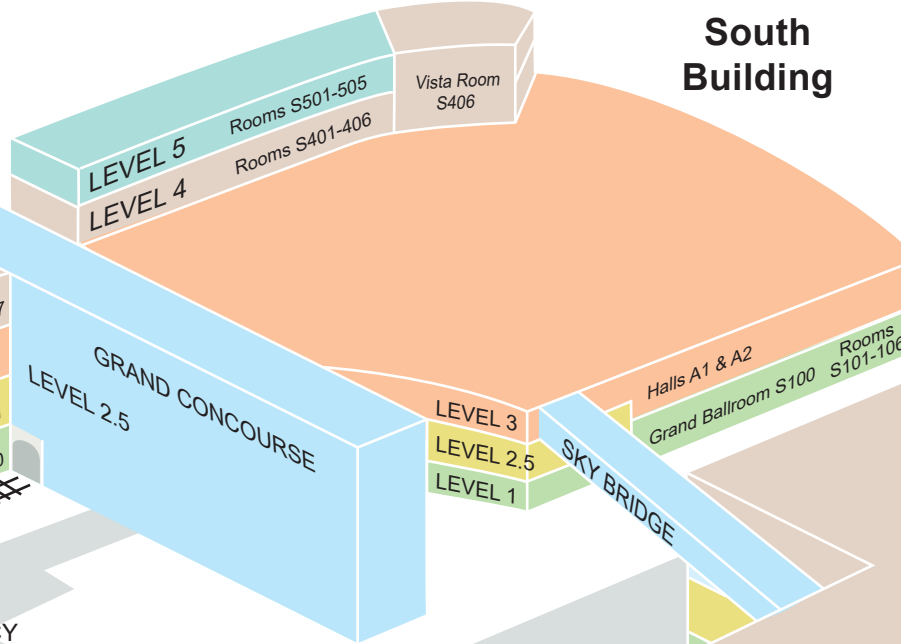 South
Building
Vista Room
S406
Rooms S501-505
LEVEL 5
Rooms S401-406
LEVEL 4
GRAND CONCOURSE
LEVEL 2.5
Halls A1 & A2
Rooms
S101-106
Grand Ballroom S100
LEVEL 3
LEVEL 2.5
LEVEL 1
SKY BRIDGE